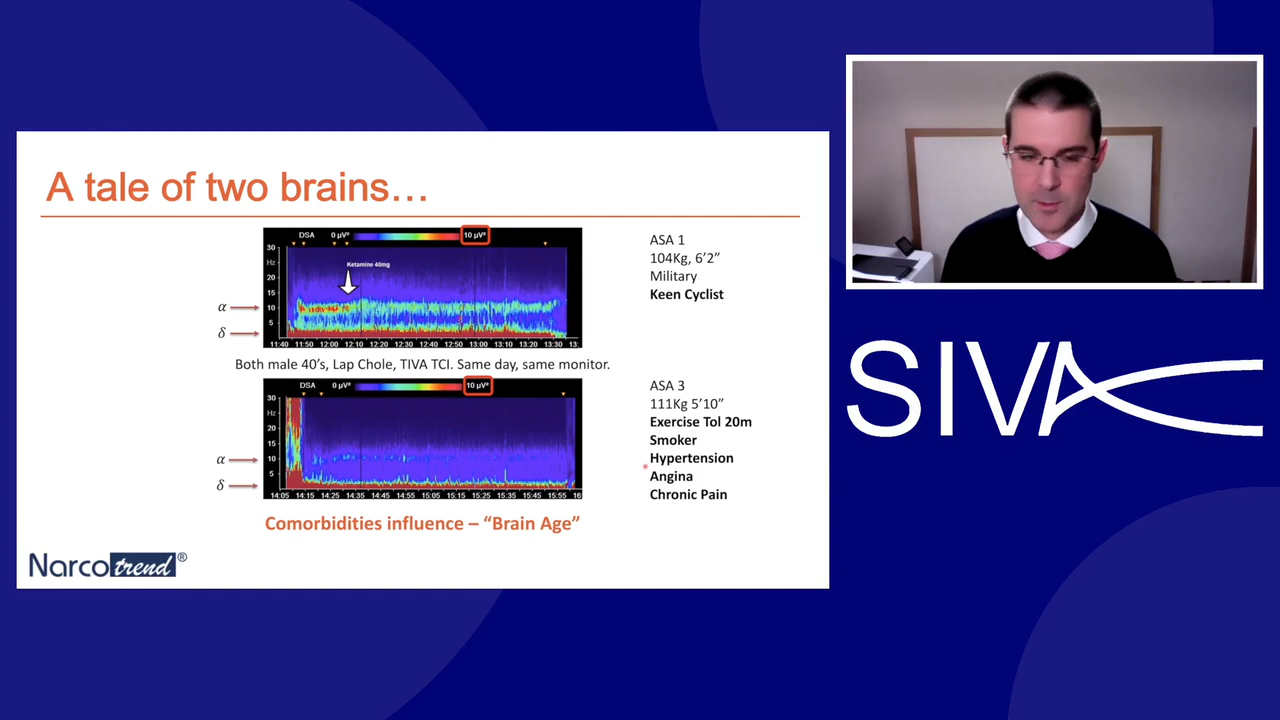 A tale of two brains…
DSA 0 µV² 10 µV²
30
Hz
20
15
10
5
Ketamine 40mg
α
δ
11:40 11:50 12:00 12:10 12:20 12:30 12:40 12:50 13:00 13:10 13:20 13:30 13:
ASA 1
104Kg, 6’2”
Military
Keen Cyclist
Both male 40’s, Lap Chole, TIVA TCI. Same day, same monitor.
DSA 0 µV² 10 µV²
30
Hz
20
15
10
5
α
δ
14:05 14:15 14:25 14:35 14:45 14:55 15:05 15:15 15:25 15:35 15:45 15:55 16:
ASA 3
111Kg 5’10”
Exercise Tol 20m
Smoker
Hypertension
Angina
Chronic Pain
Comorbidities influence – “Brain Age”
Narcotrend®
SIVA